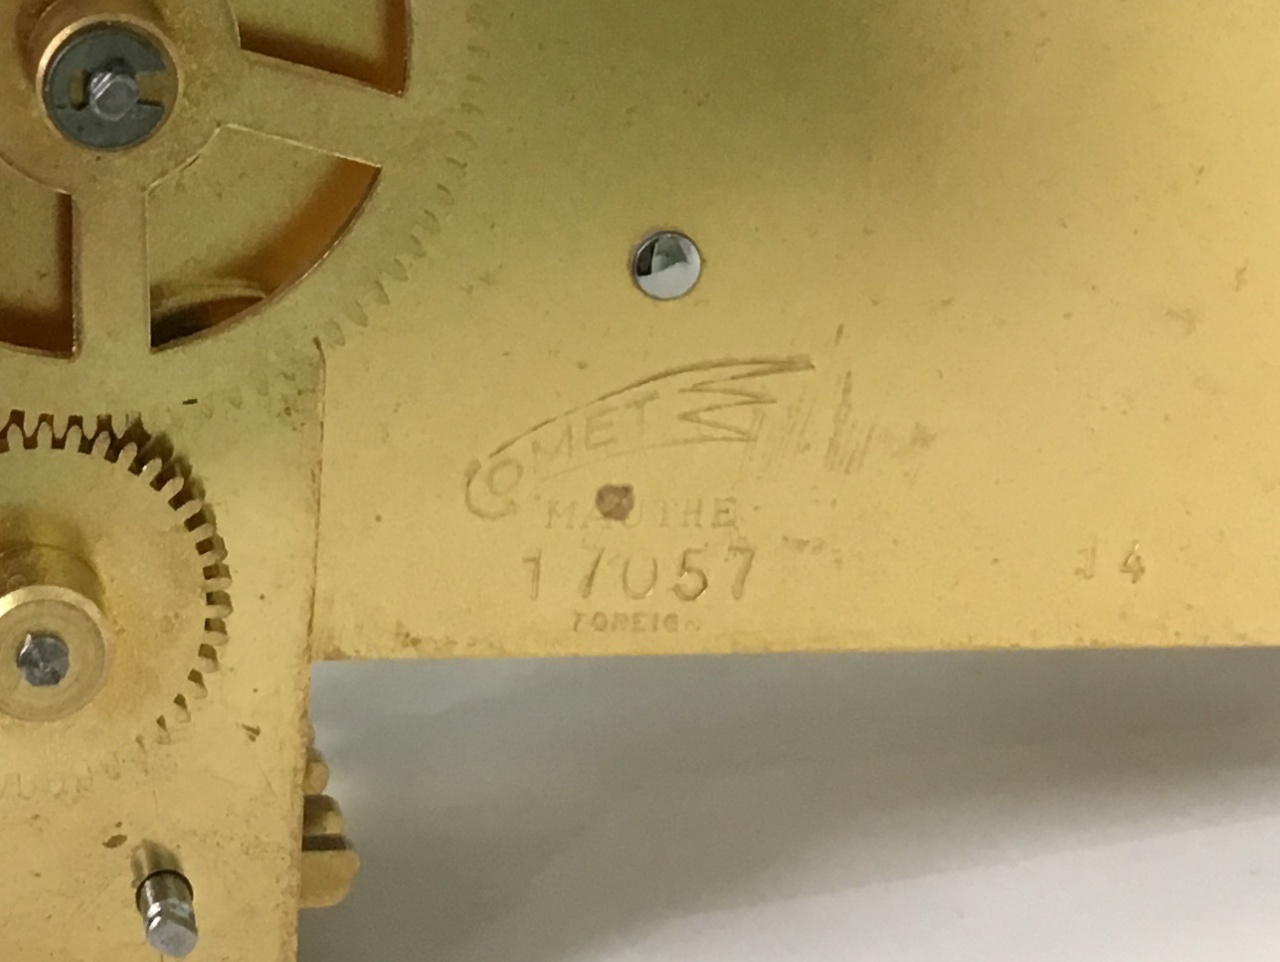 COMET
MAUTHE
17057
14
FOREIGN